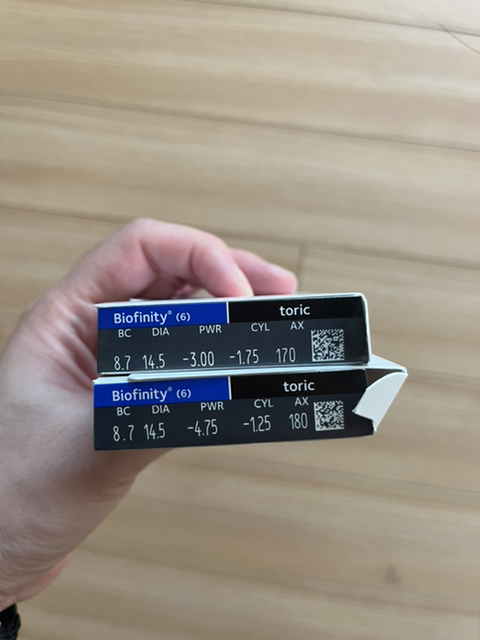 Biofinity® (6) toric
BC DIA PWR CYL AX
8.7 14.5 -3.00 -1.75 170
Biofinity® (6) toric
BC DIA PWR CYL AX
8.7 14.5 -4.75 -1.25 180